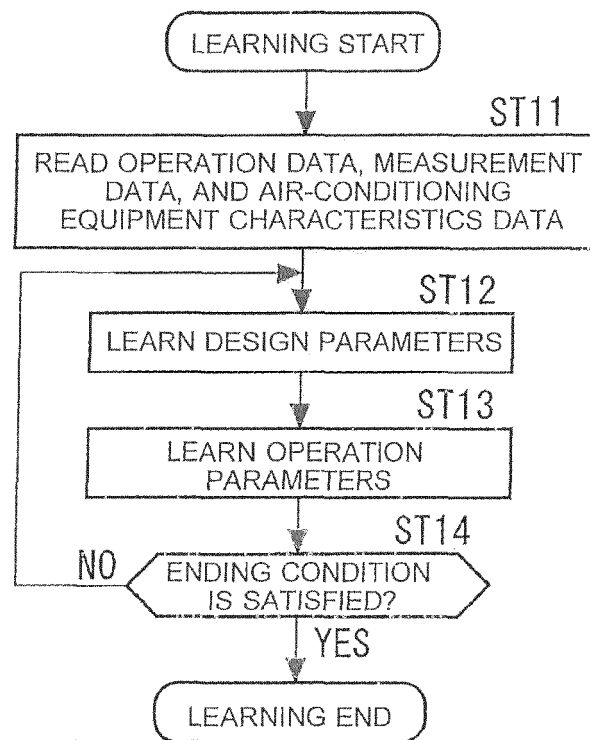 LEARNING START
ST11
READ OPERATION DATA, MEASUREMENT
DATA, AND AIR-CONDITIONING
EQUIPMENT CHARACTERISTICS DATA
ST12
LEARN DESIGN PARAMETERS
ST13
LEARN OPERATION
PARAMETERS
ST14
NO
ENDING CONDITION
IS SATISFIED?
YES
LEARNING END